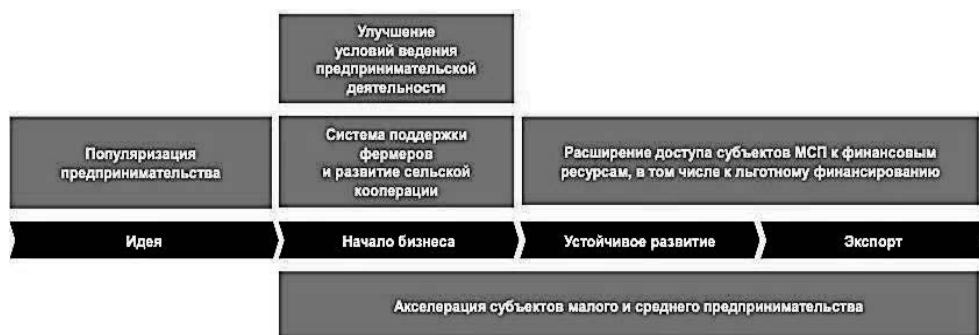 Улучшение
условий ведения
предпринимательской
деятельности
Популяризация
предпринимательства
Система поддержки
фермеров
и развитие сельской
кооперации
Расширение доступа субъектов МСП к финансовым
ресурсам, в том числе к льготному финансированию
Идея
Начало бизнеса
Устойчивое развитие
Экспорт
Акселерация субъектов малого и среднего предпринимательства